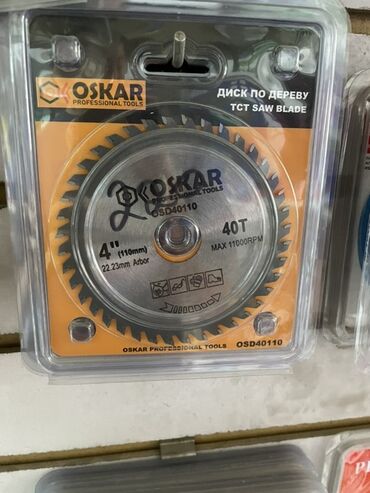 OSKAR
PROFESSIONAL TOOLS
ДИСК ПО ДЕРЕВУ
TCT SAW BLADE
OSKAR
PROFESSIONAL TOOLS
OSD40110
4" (110mm)
22.23mm Arbor
40T
MAX 11000RPM
OSKAR PROFESSIONAL TOOLS OSD40110